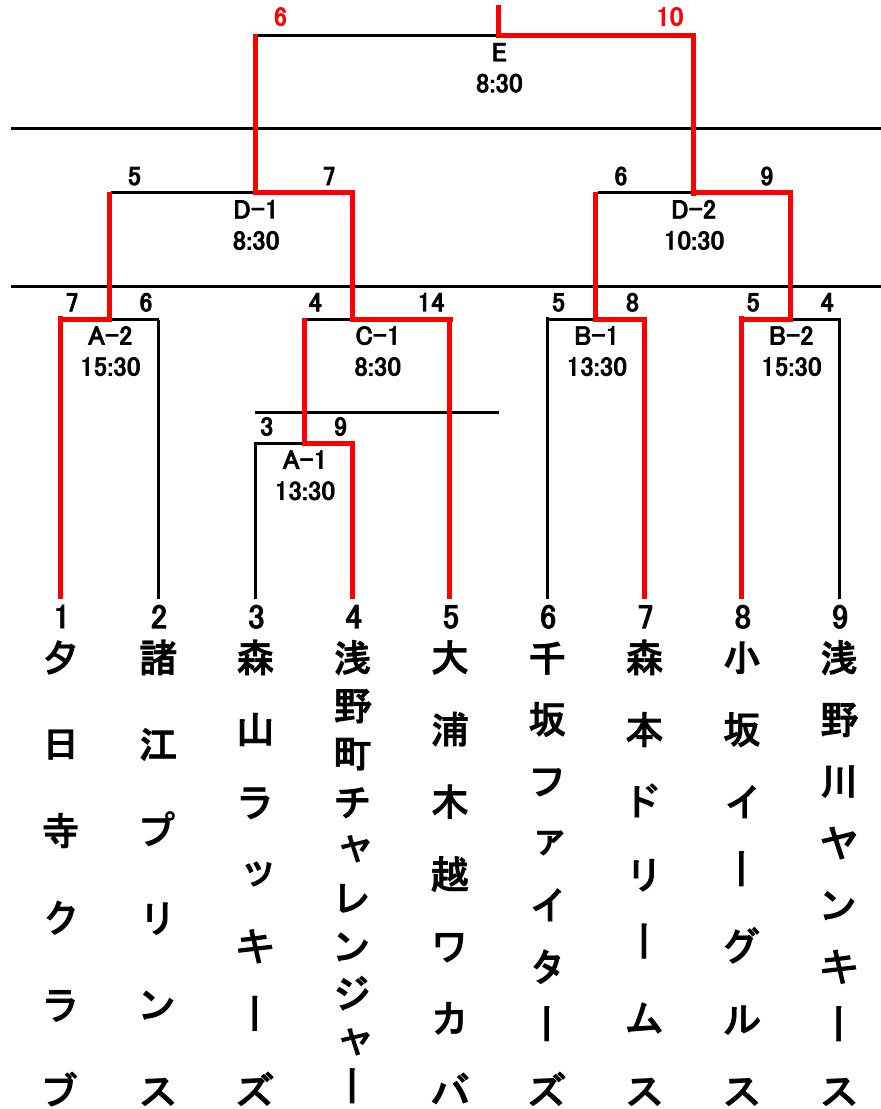 6 10
E
8:30
5 7 6 9
D-1 D-2
8:30 10:30
7 6 4 14 5 8 5 4
A-2 C-1 B-1 B-2
15:30 8:30 13:30 15:30
3 9
A-1
13:30
1 2 3 4 5 6 7 8 9
夕日寺クラブ
諸江プリンス
森山ラッキーズ
浅野町チャレンジャー
大浦木越ワカバ
千坂ファイターズ
森本ドリームス
小坂イーグルス
浅野川ヤンキース